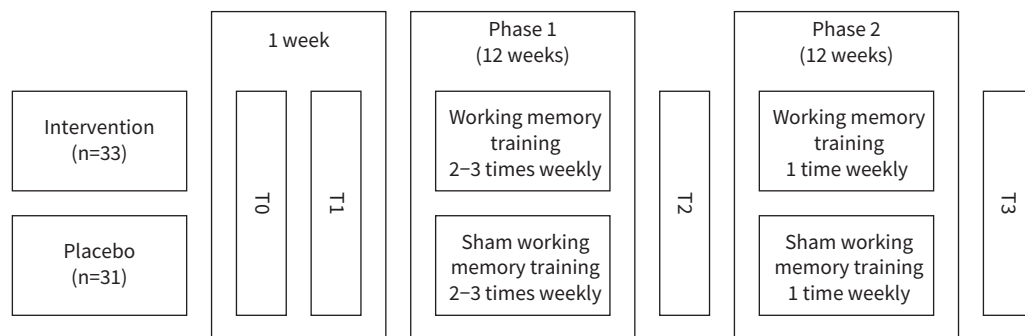 1 week
Phase 1
(12 weeks)
Phase 2
(12 weeks)
Intervention
(n=33)
Placebo
(n=31)
T0
T1
Working memory
training
2–3 times weekly
Sham working
memory training
2–3 times weekly
T2
Working memory
training
1 time weekly
Sham working
memory training
1 time weekly
T3